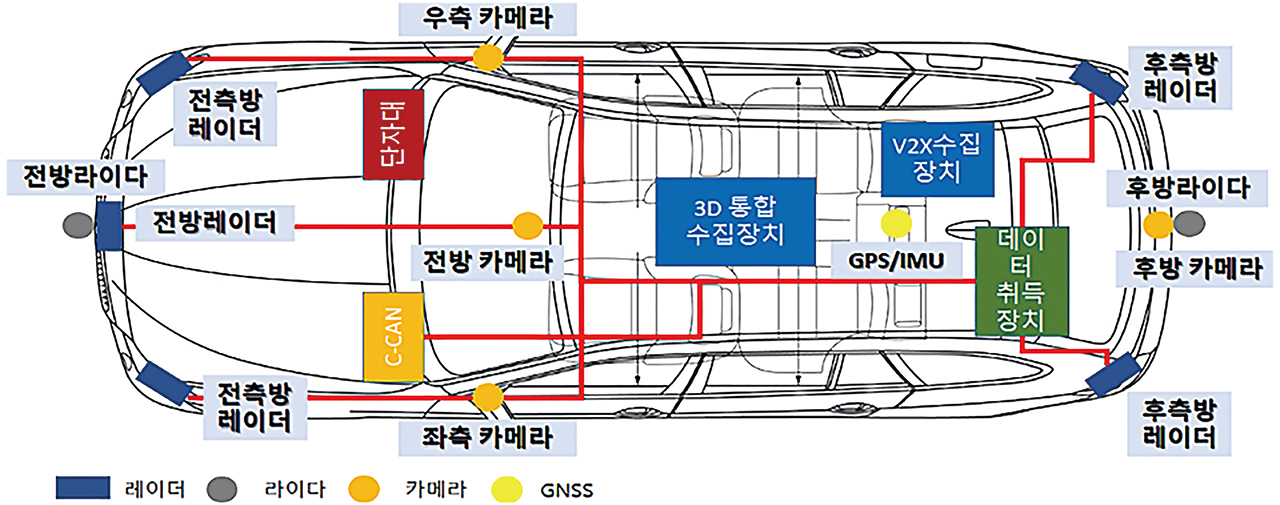 우측 카메라
전측방
레이더
단자대
후측방
레이더
V2X수집
장치
전방라이다
3D 통합
수집장치
후방라이다
전방레이더
전방 카메라
GPS/IMU
데이
터
취득
장치
후방 카메라
C-CAN
전측방
레이더
좌측 카메라
후측방
레이더
레이더
라이다
카메라
GNSS